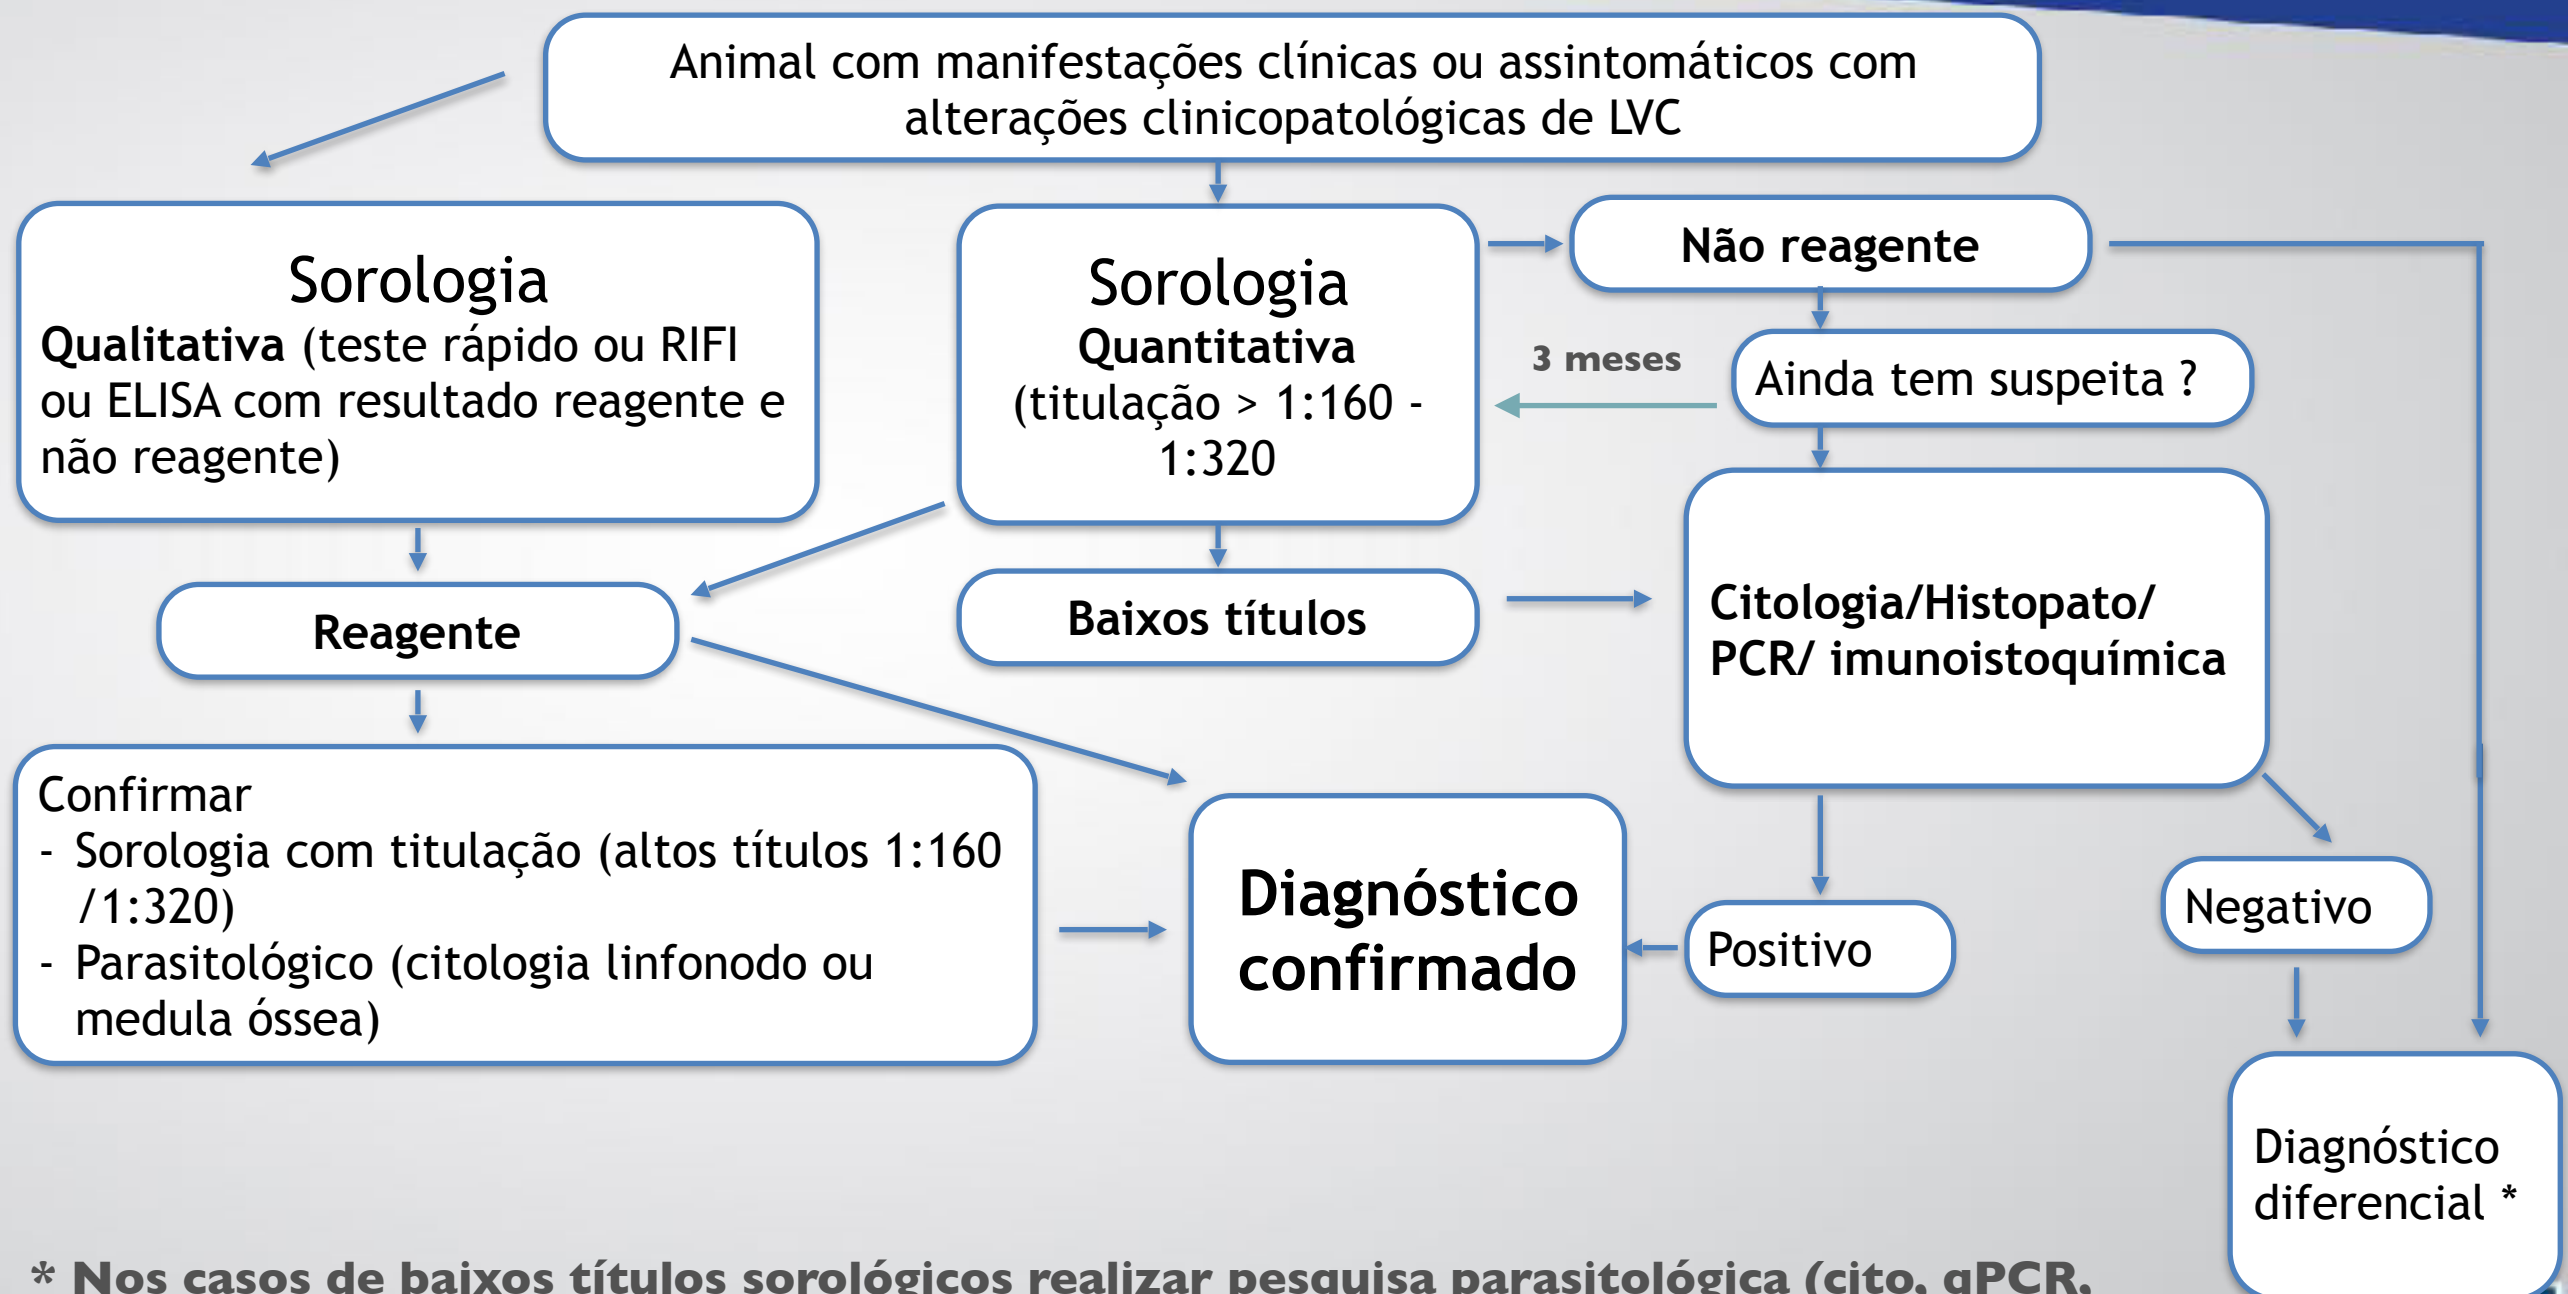 Animal com manifestações clínicas ou assintomáticos com
alterações clinicopatológicas de LVC
Sorologia
Qualitativa (teste rápido ou RIFI
ou ELISA com resultado reagente e
não reagente)
Sorologia
Quantitativa
(titulação > 1:160 -
1:320
Não reagente
3 meses
Ainda tem suspeita ?
Reagente
Baixos títulos
Citologia/Histopato/
PCR/ imunoistoquímica
Confirmar
- Sorologia com titulação (altos títulos 1:160
/1:320)
- Parasitológico (citologia linfonodo ou
medula óssea)
Diagnóstico
confirmado
Positivo
Negativo
Diagnóstico
diferencial *
* Nos casos de baixos títulos sorológicos realizar pesquisa parasitológica (cito, qPCR,